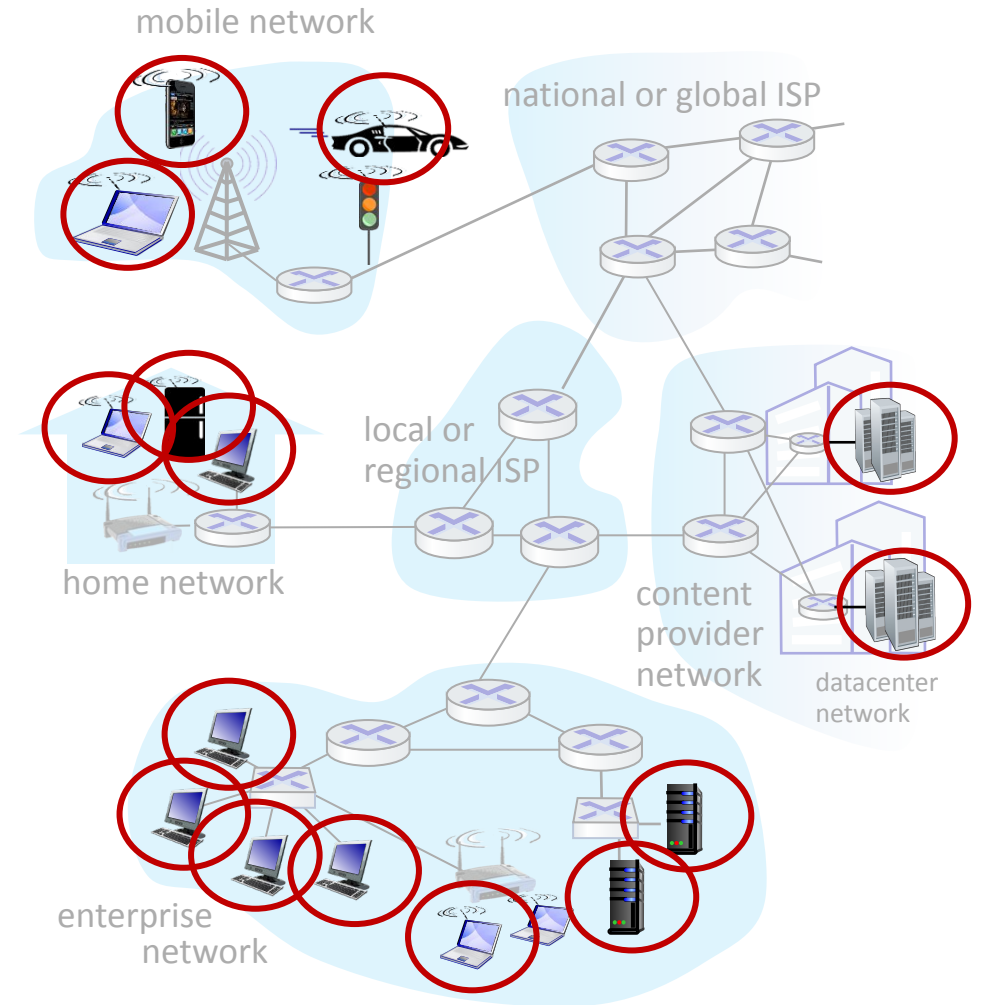 mobile network
national or global ISP
local or
regional ISP
home network
content
provider
network
datacenter
network
enterprise
network